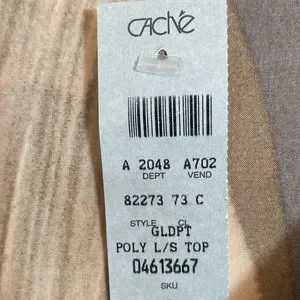 CACHÉ
A 2048 A702
DEPT VEND
82273 73 C
STYLE CL
GLDPT
POLY L/S TOP
04613667
SKU